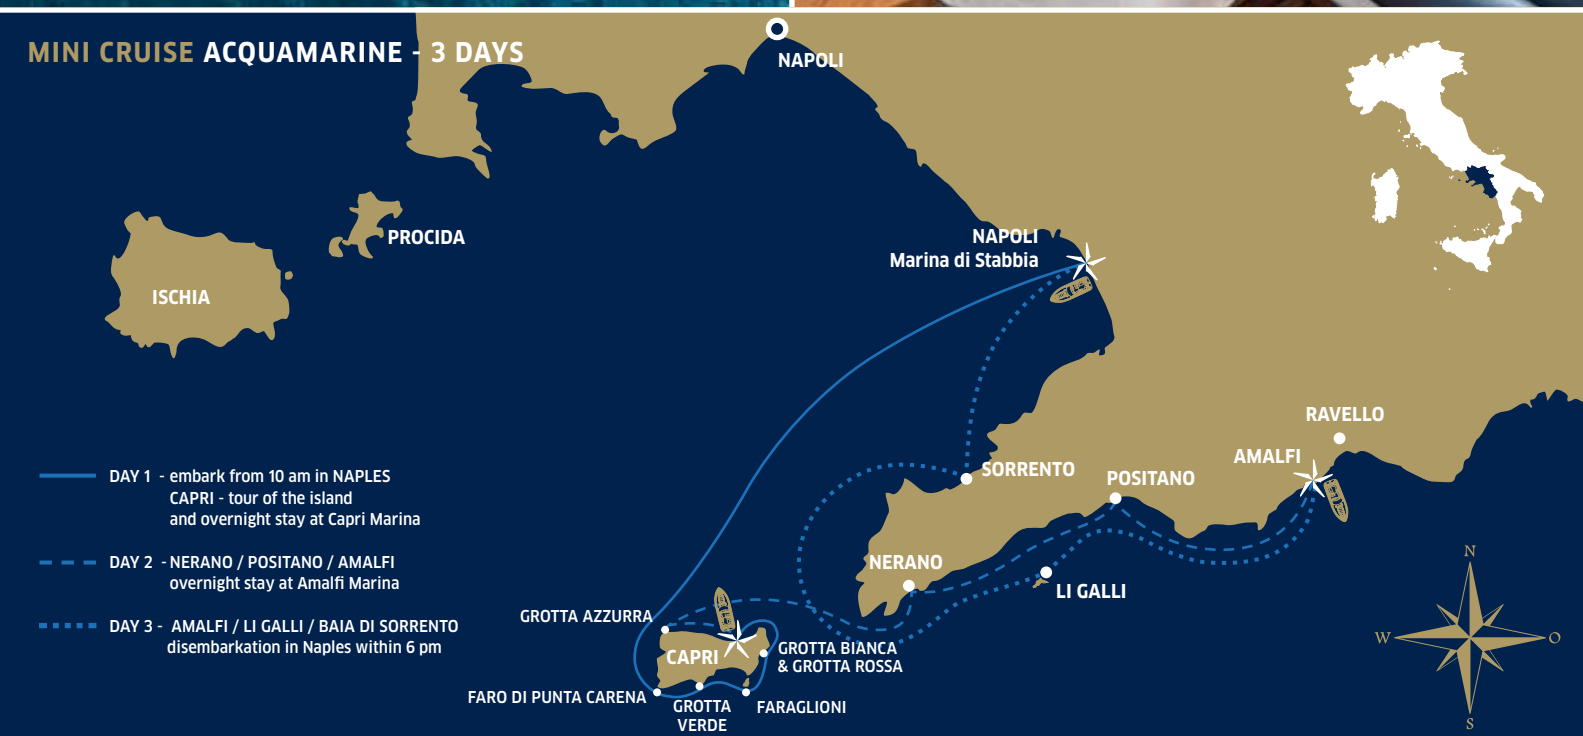 MINI CRUISE ACQUAMARINE - 3 DAYS
NAPOLI
PROCIDA
ISCHIA
NAPOLI
Marina di Stabbia
RAVELLO
AMALFI
SORRENTO
POSITANO
NERANO
LI GALLI
DAY 1 - embark from 10 am in NAPLES
CAPRI - tour of the island
and overnight stay at Capri Marina
DAY 2 - NERANO / POSITANO / AMALFI
overnight stay at Amalfi Marina
DAY 3 - AMALFI / LI GALLI / BAIA DI SORRENTO
disembarkation in Naples within 6 pm
GROTTA AZZURRA
CAPRI
GROTTA BIANCA
& GROTTA ROSSA
FARO DI PUNTA CARENA
GROTTA
VERDE
FARAGLIONI
N
W
O
S